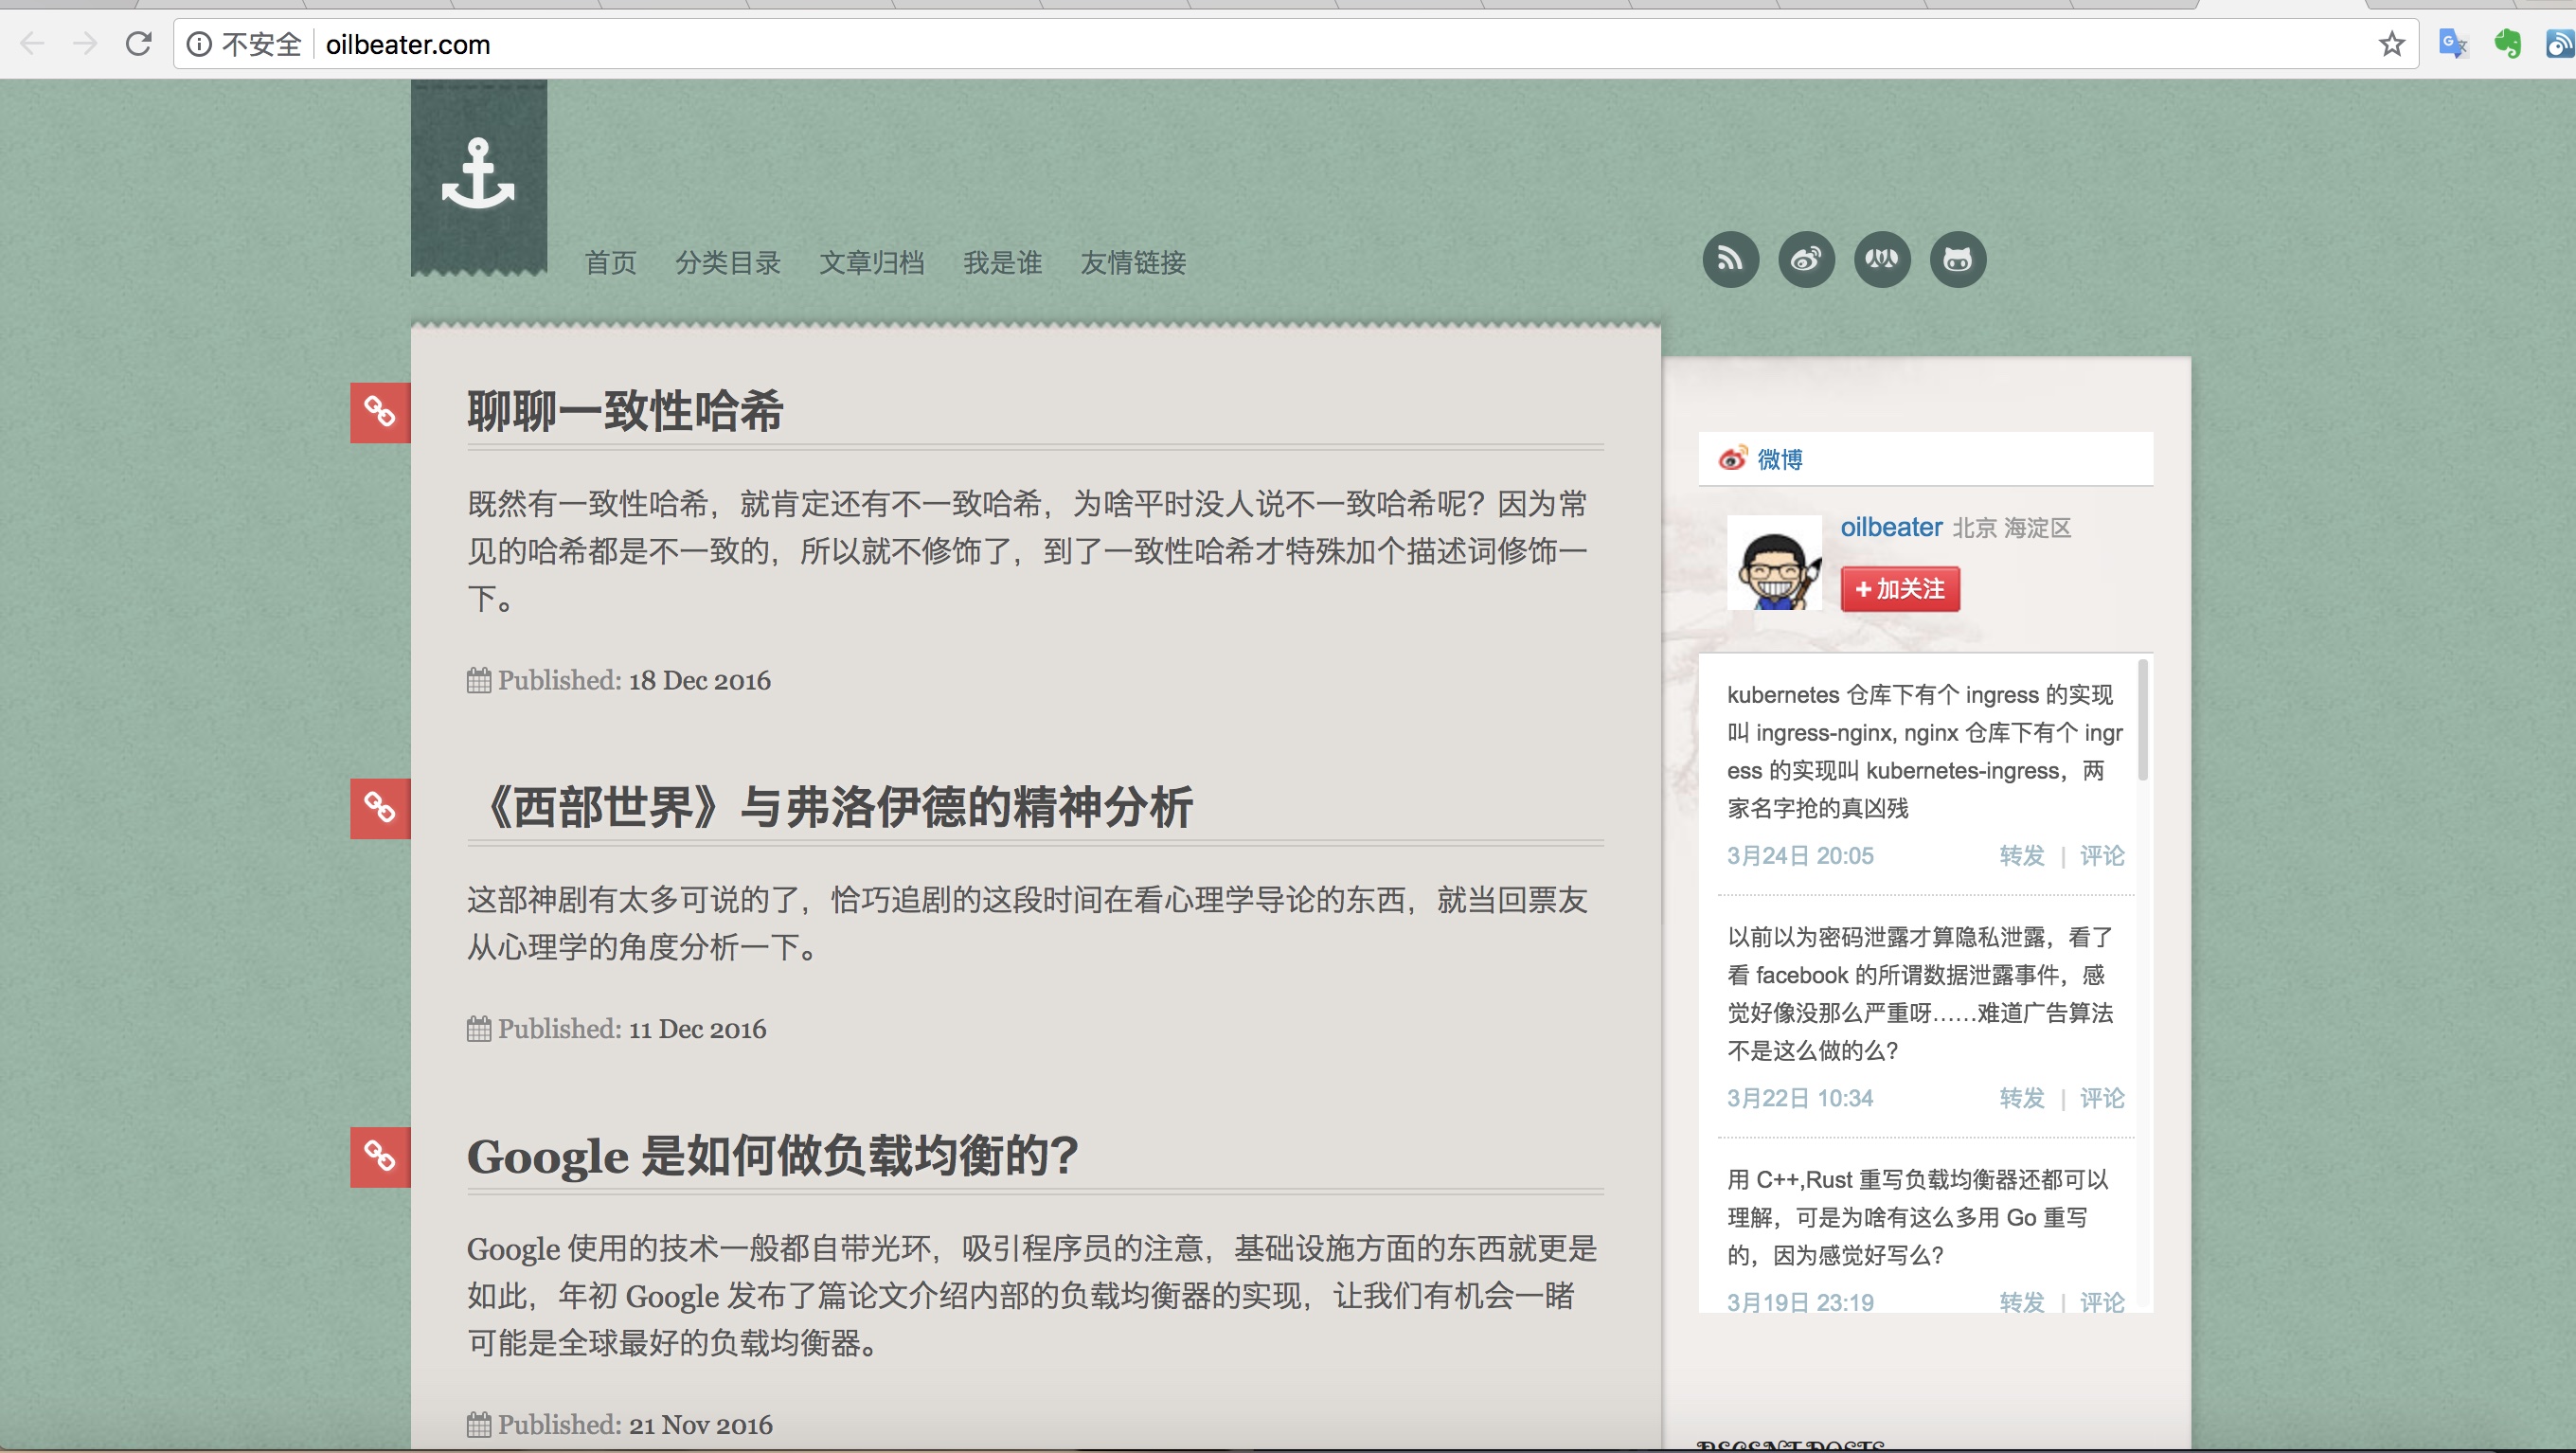 不安全 oilbeater.com
首页 分类目录 文章归档 我是谁 友情链接
聊聊一致性哈希
既然有一致性哈希，就肯定还有不一致哈希，为啥平时没人说不一致哈希呢？因为常
见的哈希都是不一致的，所以就不修饰了，到了一致性哈希才特殊加个描述词修饰一
下。
Published: 18 Dec 2016
《西部世界》与弗洛伊德的精神分析
这部神剧有太多可说的了，恰巧追剧的这段时间在看心理学导论的东西，就当回票友
从心理学的角度分析一下。
Published: 11 Dec 2016
Google 是如何做负载均衡的？
Google 使用的技术一般都自带光环，吸引程序员的注意，基础设施方面的东西就更是
如此，年初 Google 发布了篇论文介绍内部的负载均衡器的实现，让我们有机会一睹
可能是全球最好的负载均衡器。
Published: 21 Nov 2016
微博
oilbeater 北京 海淀区
+ 加关注
kubernetes 仓库下有个 ingress 的实现
叫 ingress-nginx, nginx 仓库下有个 ingr
ess 的实现叫 kubernetes-ingress，两
家名字抢的真凶残
3月24日 20:05 转发 | 评论
以前以为密码泄露才算隐私泄露，看了
看 facebook 的所谓数据泄露事件，感
觉好像没那么严重呀……难道广告算法
不是这么做的么?
3月22日 10:34 转发 | 评论
用 C++,Rust 重写负载均衡器还都可以
理解，可是为啥有这么多用 Go 重写
的，因为感觉好写么?
3月19日 23:19 转发 | 评论
RECENT POSTS